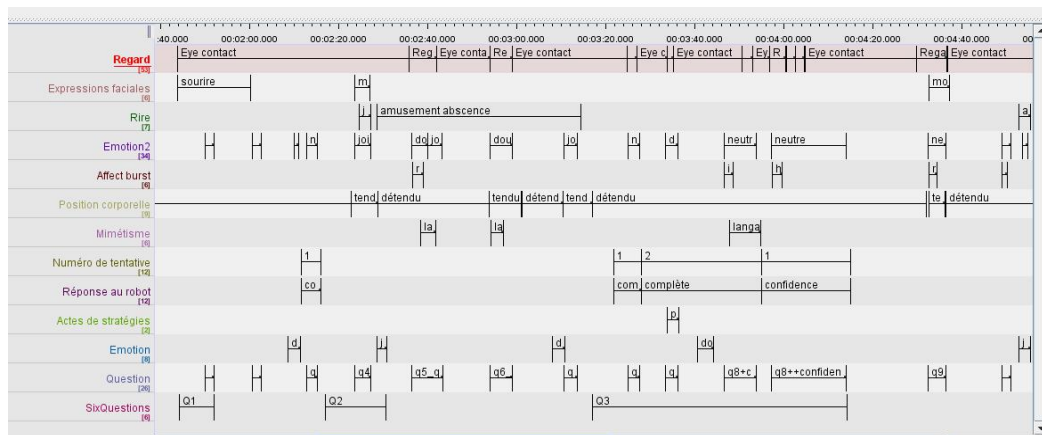 :40.000 00:02:00.000 00:02:20.000 00:02:40.000 00:03:00.000 00:03:20.000 00:03:40.000 00:04:00.000 00:04:20.000 00:04:40.000 00:0
Regard [53] Eye contact Reg Eye conta Re Eye contact Eye c Eye contact Ey R Eye contact Rega Eye contact
Expressions faciales [6] sourire m mo
Rire [7] j amusement abscence a
Emotion2 [34] n joi do jo dou jo n d neutr neutre ne
Affect burst [6] r i h r
Position corporelle [9] tend détendu tendu détend tend détendu te détendu
Mimétisme [6] la la langa
Numéro de tentative [12] 1 1 2 1
Réponse au robot [12] co com complète confidence
Actes de stratégies [2] p
Emotion [8] d j d do j
Question [26] q q4 q5_q q6 q q q q8+c q8++confiden q9
SixQuestions [6] Q1 Q2 Q3